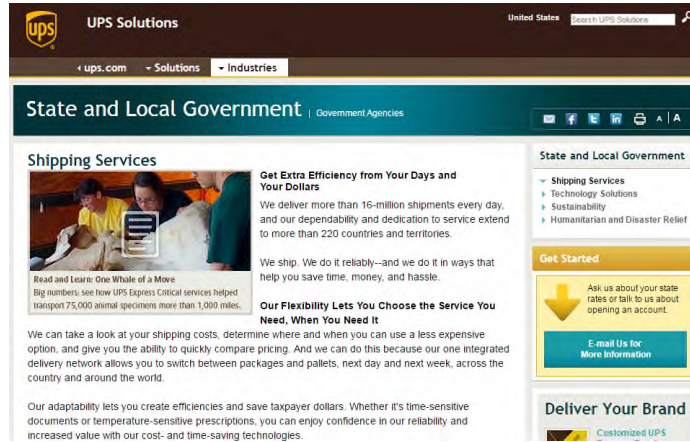 ups
UPS Solutions
United States
Search UPS Solutions
ups.com
Solutions
Industries
State and Local Government | Government Agencies
A | A
Shipping Services
Read and Learn: One Whale of a Move
Big numbers: see how UPS Express Critical services helped
transport 75,000 animal specimens more than 1,000 miles.
Get Extra Efficiency from Your Days and
Your Dollars
We deliver more than 16-million shipments every day,
and our dependability and dedication to service extend
to more than 220 countries and territories.
We ship. We do it reliably--and we do it in ways that
help you save time, money, and hassle.
Our Flexibility Lets You Choose the Service You
Need, When You Need It
We can take a look at your shipping costs, determine where and when you can use a less expensive
option, and give you the ability to quickly compare pricing. And we can do this because our one integrated
delivery network allows you to switch between packages and pallets, next day and next week, across the
country and around the world.
Our adaptability lets you create efficiencies and save taxpayer dollars. Whether it's time-sensitive
documents or temperature-sensitive prescriptions, you can enjoy confidence in our reliability and
increased value with our cost- and time-saving technologies.
State and Local Government
Shipping Services
Technology Solutions
Sustainability
Humanitarian and Disaster Relief
Get Started
Ask us about your state
rates or talk to us about
opening an account.
E-mail Us for
More Information
Deliver Your Brand
Customized UPS